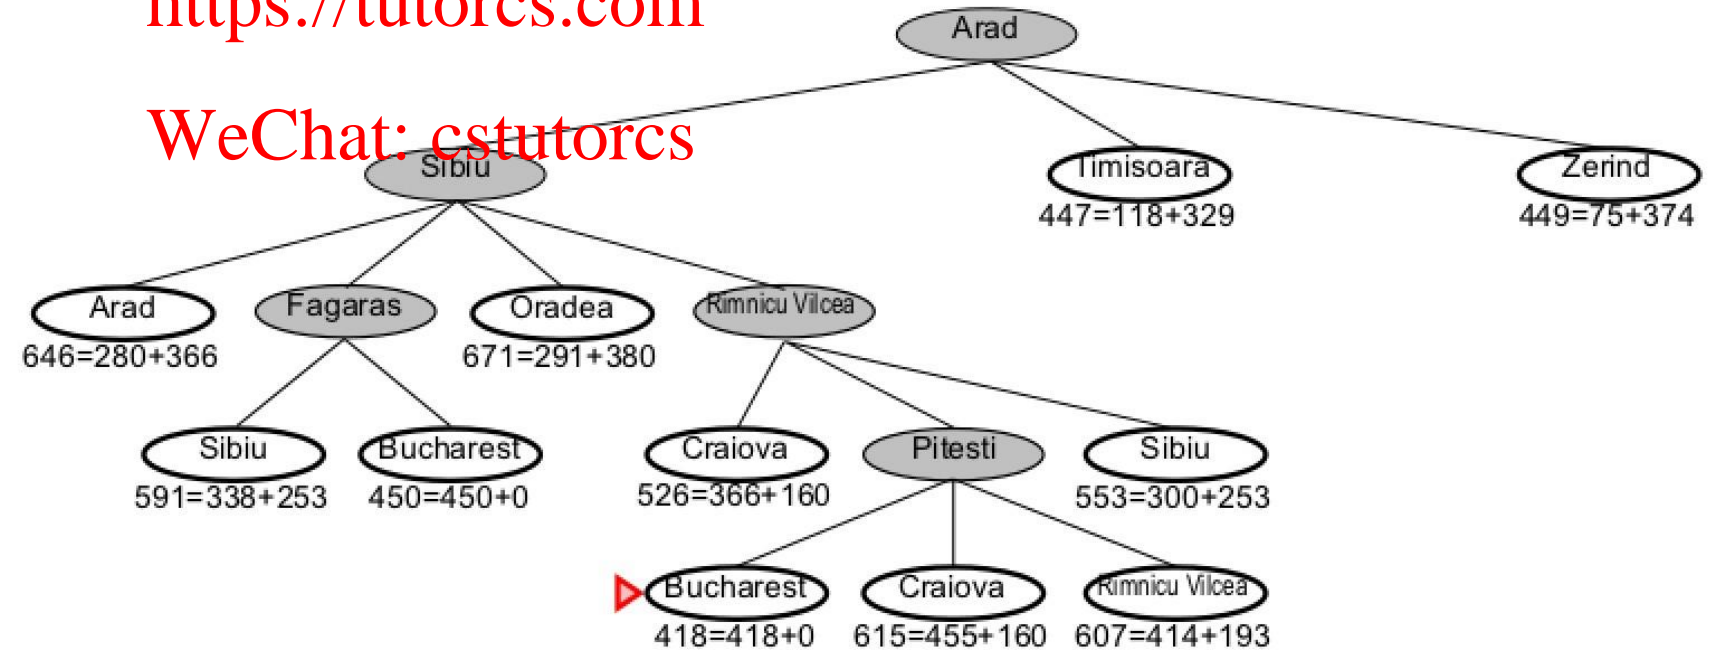 https://tutorcs.com
Arad
WeChat: cstutorcs
Sibiu
Timisoara
Zerind
447=118+329
449=75+374
Arad
Fagaras
Oradea
Rimnicu Vilcea
646=280+366
671=291+380
Sibiu
Bucharest
Craiova
Pitesti
Sibiu
591=338+253
450=450+0
526=366+160
553=300+253
Bucharest
Craiova
Rimnicu Vilcea
418=418+0
615=455+160
607=414+193